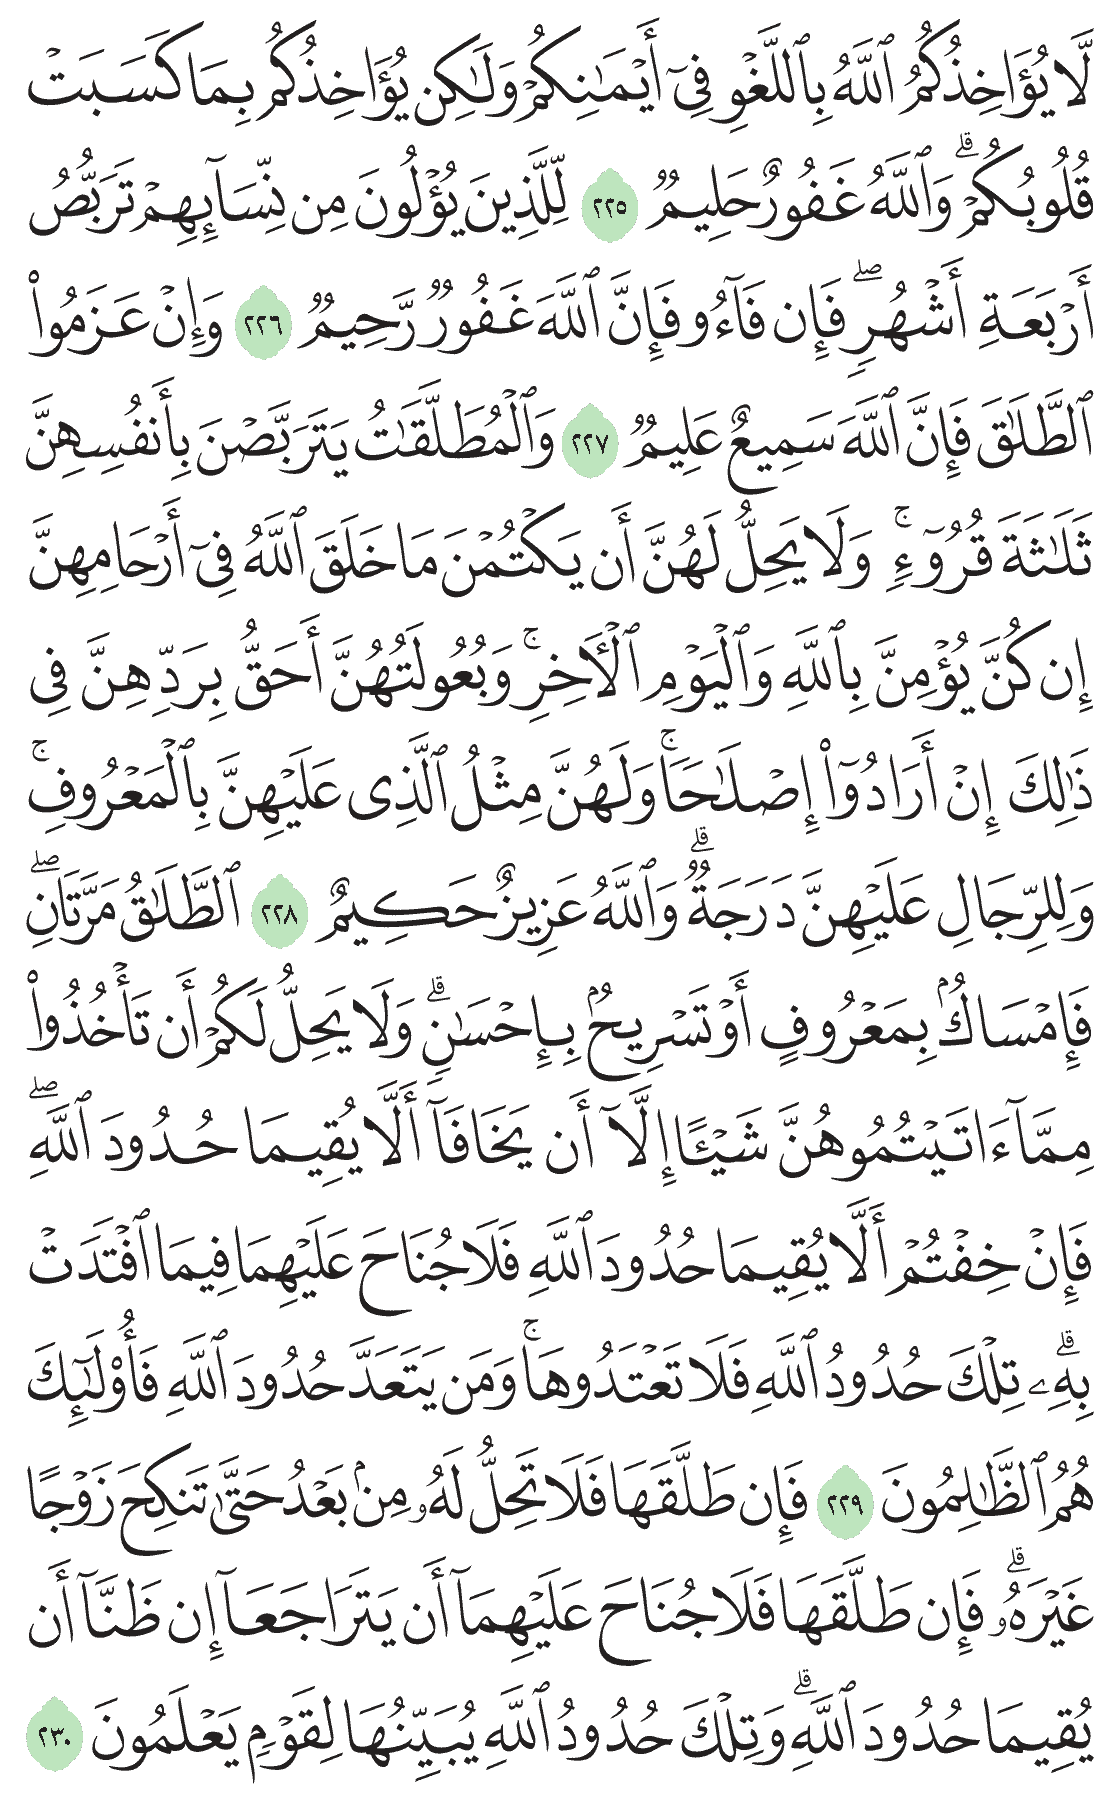 لَّا يُؤَاخِذُكُمُ ٱللَّهُ بِٱللَّغْوِ فِىٓ أَيْمَـٰنِكُمْ وَلَـٰكِن يُؤَاخِذُكُم بِمَا كَسَبَتْ
قُلُوبُكُمْ ۗ وَٱللَّهُ غَفُورٌ حَلِيمٌ ٢٢٥ لِّلَّذِينَ يُؤْلُونَ مِن نِّسَآئِهِمْ تَرَبُّصُ
أَرْبَعَةِ أَشْهُرٍ ۖ فَإِن فَآءُو فَإِنَّ ٱللَّهَ غَفُورٌ رَّحِيمٌ ٢٢٦ وَإِنْ عَزَمُوا۟
ٱلطَّلَـٰقَ فَإِنَّ ٱللَّهَ سَمِيعٌ عَلِيمٌ ٢٢٧ وَٱلْمُطَلَّقَـٰتُ يَتَرَبَّصْنَ بِأَنفُسِهِنَّ
ثَلَـٰثَةَ قُرُوٓءٍ ۚ وَلَا يَحِلُّ لَهُنَّ أَن يَكْتُمْنَ مَا خَلَقَ ٱللَّهُ فِىٓ أَرْحَامِهِنَّ
إِن كُنَّ يُؤْمِنَّ بِٱللَّهِ وَٱلْيَوْمِ ٱلْـَٔاخِرِ ۚ وَبُعُولَتُهُنَّ أَحَقُّ بِرَدِّهِنَّ فِى
ذَٰلِكَ إِنْ أَرَادُوٓا۟ إِصْلَـٰحًا ۚ وَلَهُنَّ مِثْلُ ٱلَّذِى عَلَيْهِنَّ بِٱلْمَعْرُوفِ ۚ
وَلِلرِّجَالِ عَلَيْهِنَّ دَرَجَةٌ ۗ وَٱللَّهُ عَزِيزٌ حَكِيمٌ ٢٢٨ ٱلطَّلَـٰقُ مَرَّتَانِ ۖ
فَإِمْسَاكٌۢ بِمَعْرُوفٍ أَوْ تَسْرِيحٌۢ بِإِحْسَـٰنٍ ۗ وَلَا يَحِلُّ لَكُمْ أَن تَأْخُذُوا۟
مِمَّآ ءَاتَيْتُمُوهُنَّ شَيْـًٔا إِلَّآ أَن يَخَافَآ أَلَّا يُقِيمَا حُدُودَ ٱللَّهِ ۖ
فَإِنْ خِفْتُمْ أَلَّا يُقِيمَا حُدُودَ ٱللَّهِ فَلَا جُنَاحَ عَلَيْهِمَا فِيمَا ٱفْتَدَتْ
بِهِۦ ۗ تِلْكَ حُدُودُ ٱللَّهِ فَلَا تَعْتَدُوهَا ۚ وَمَن يَتَعَدَّ حُدُودَ ٱللَّهِ فَأُو۟لَـٰٓئِكَ
هُمُ ٱلظَّـٰلِمُونَ ٢٢٩ فَإِن طَلَّقَهَا فَلَا تَحِلُّ لَهُۥ مِنۢ بَعْدُ حَتَّىٰ تَنكِحَ زَوْجًا
غَيْرَهُۥ ۗ فَإِن طَلَّقَهَا فَلَا جُنَاحَ عَلَيْهِمَآ أَن يَتَرَاجَعَآ إِن ظَنَّآ أَن
يُقِيمَا حُدُودَ ٱللَّهِ ۗ وَتِلْكَ حُدُودُ ٱللَّهِ يُبَيِّنُهَا لِقَوْمٍ يَعْلَمُونَ ٢٣٠